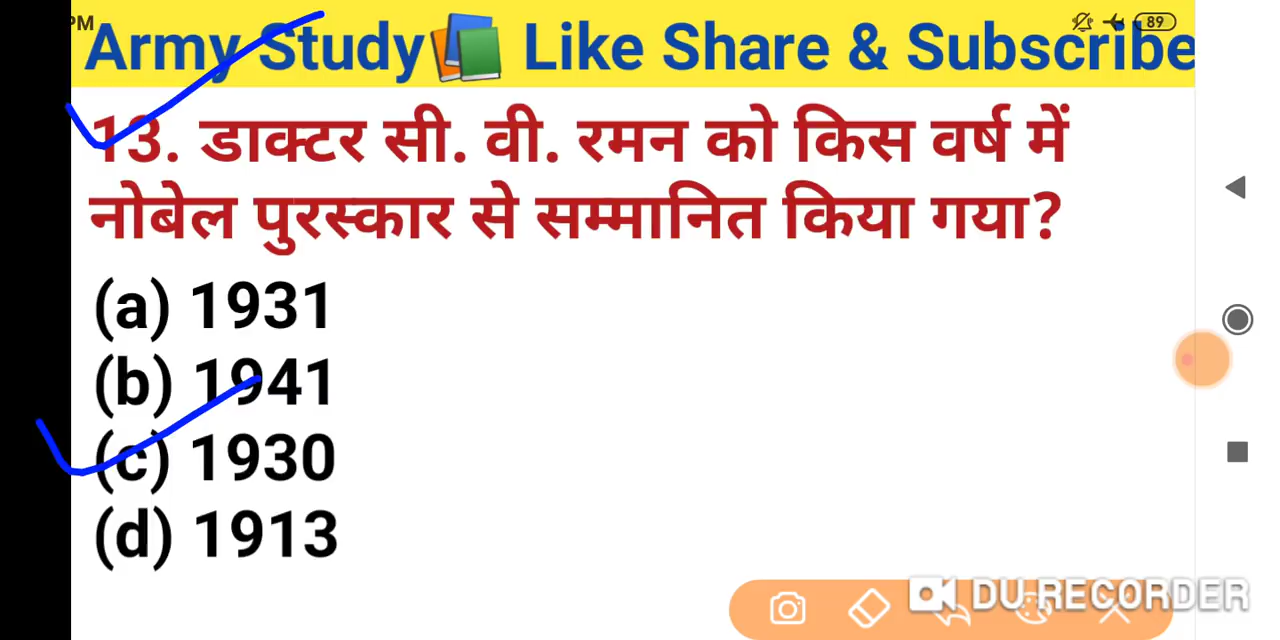 PM
89
Army Study Like Share & Subscribe
13. डाक्टर सी. वी. रमन को किस वर्ष में
नोबेल पुरस्कार से सम्मानित किया गया?
(a) 1931
(b) 1941
(c) 1930
(d) 1913
DU RECORDER